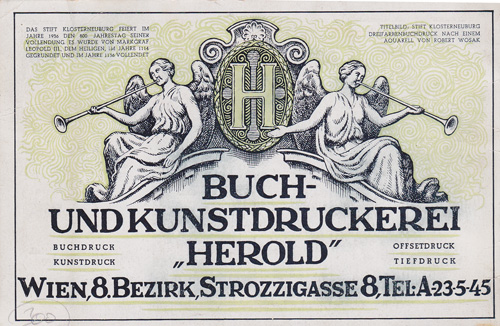 DAS STIFT KLOSTERNEUBURG FEIERT IM
JAHRE 1936 DEN 800 JAHRESTAG SEINER
VOLLENDUNG ES WURDE VON MARKGRAF
LEOPOLD III, DEM HEILIGEN, IM JAHRE 1114
GEGRÜNDET UND IM JAHRE 1136 VOLLENDET
TITELBILD: STIFT KLOSTERNEUBURG
DREIFARBENBUCHDRUCK NACH EINEM
AQUARELL VON ROBERT WOSAK
H
BUCH-
UND KUNSTDRUCKEREI
„HEROLD"
BUCHDRUCK
KUNSTDRUCK
OFFSETDRUCK
TIEFDRUCK
WIEN, 8. BEZIRK, STROZZIGASSE 8, TEL: A-23-5-45
300